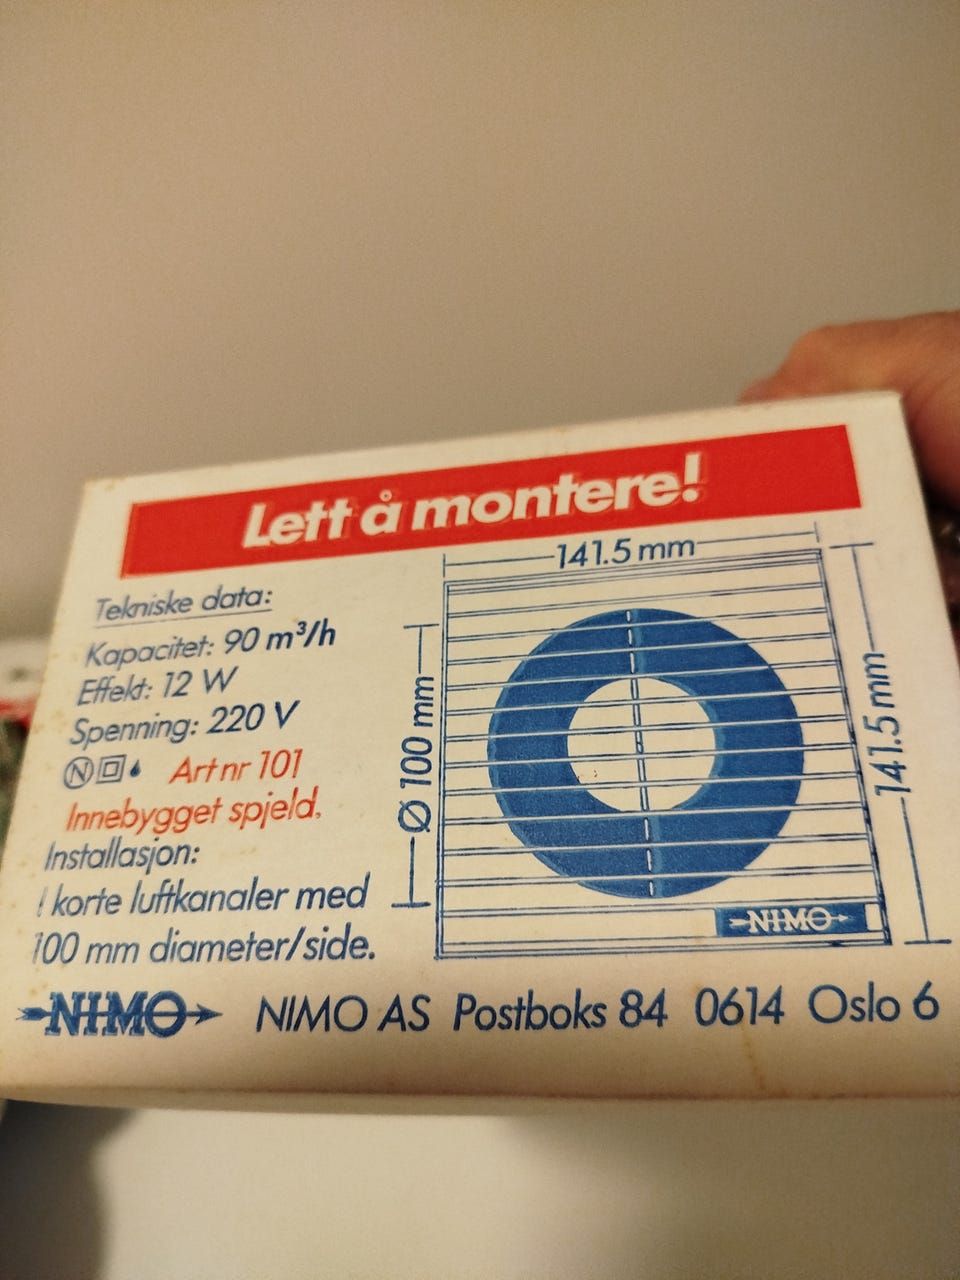 Lett å montere!
Tekniske data:
Kapacitet: 90 m³/h
Effekt: 12 W
Spenning: 220 V
N Art nr 101
Innebygget spjeld.
Installasjon:
I korte luftkanaler med
100 mm diameter/side.
141.5 mm
Ø 100 mm
141.5 mm
NIMO
NIMO NIMO AS Postboks 84 0614 Oslo 6